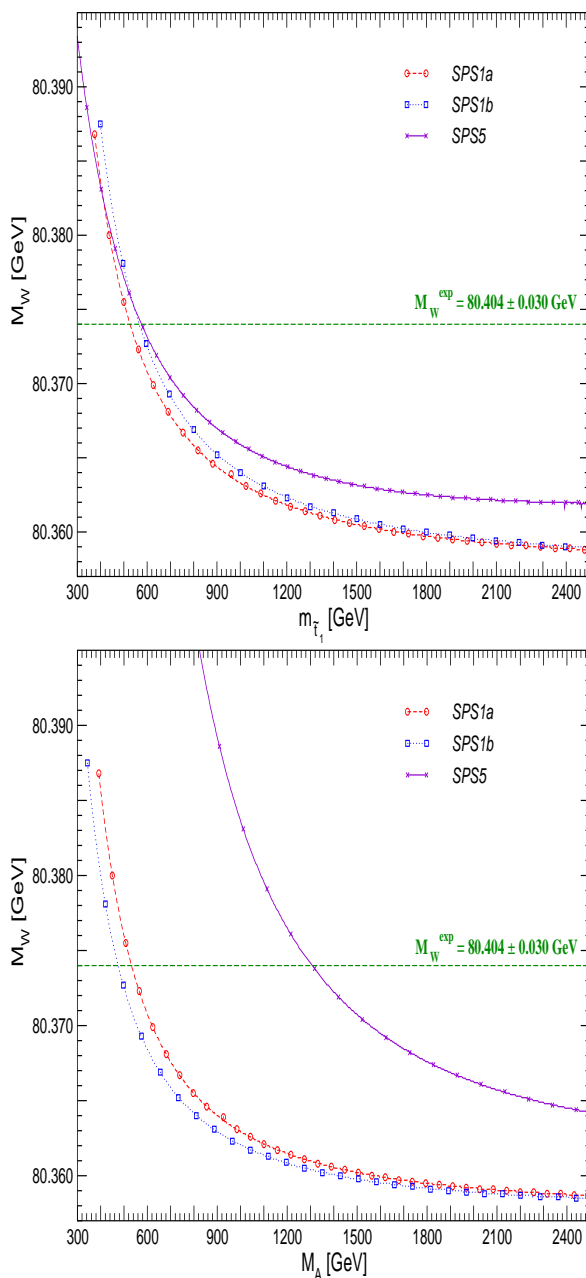 80.390
SPS1a
SPS1b
SPS5
80.380
M_W [GeV]
M_W^exp = 80.404 ± 0.030 GeV
80.370
80.360
300 600 900 1200 1500 1800 2100 2400
m_t̃_1 [GeV]
80.390
SPS1a
SPS1b
SPS5
80.380
M_W [GeV]
M_W^exp = 80.404 ± 0.030 GeV
80.370
80.360
300 600 900 1200 1500 1800 2100 2400
M_A [GeV]